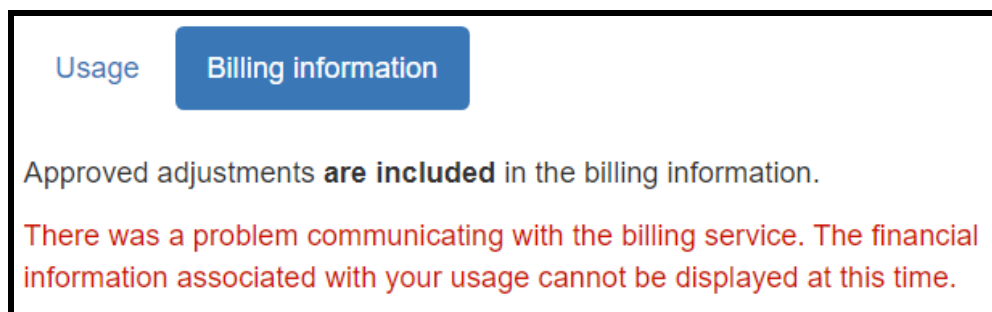 Usage
Billing information
Approved adjustments are included in the billing information.
There was a problem communicating with the billing service. The financial
information associated with your usage cannot be displayed at this time.